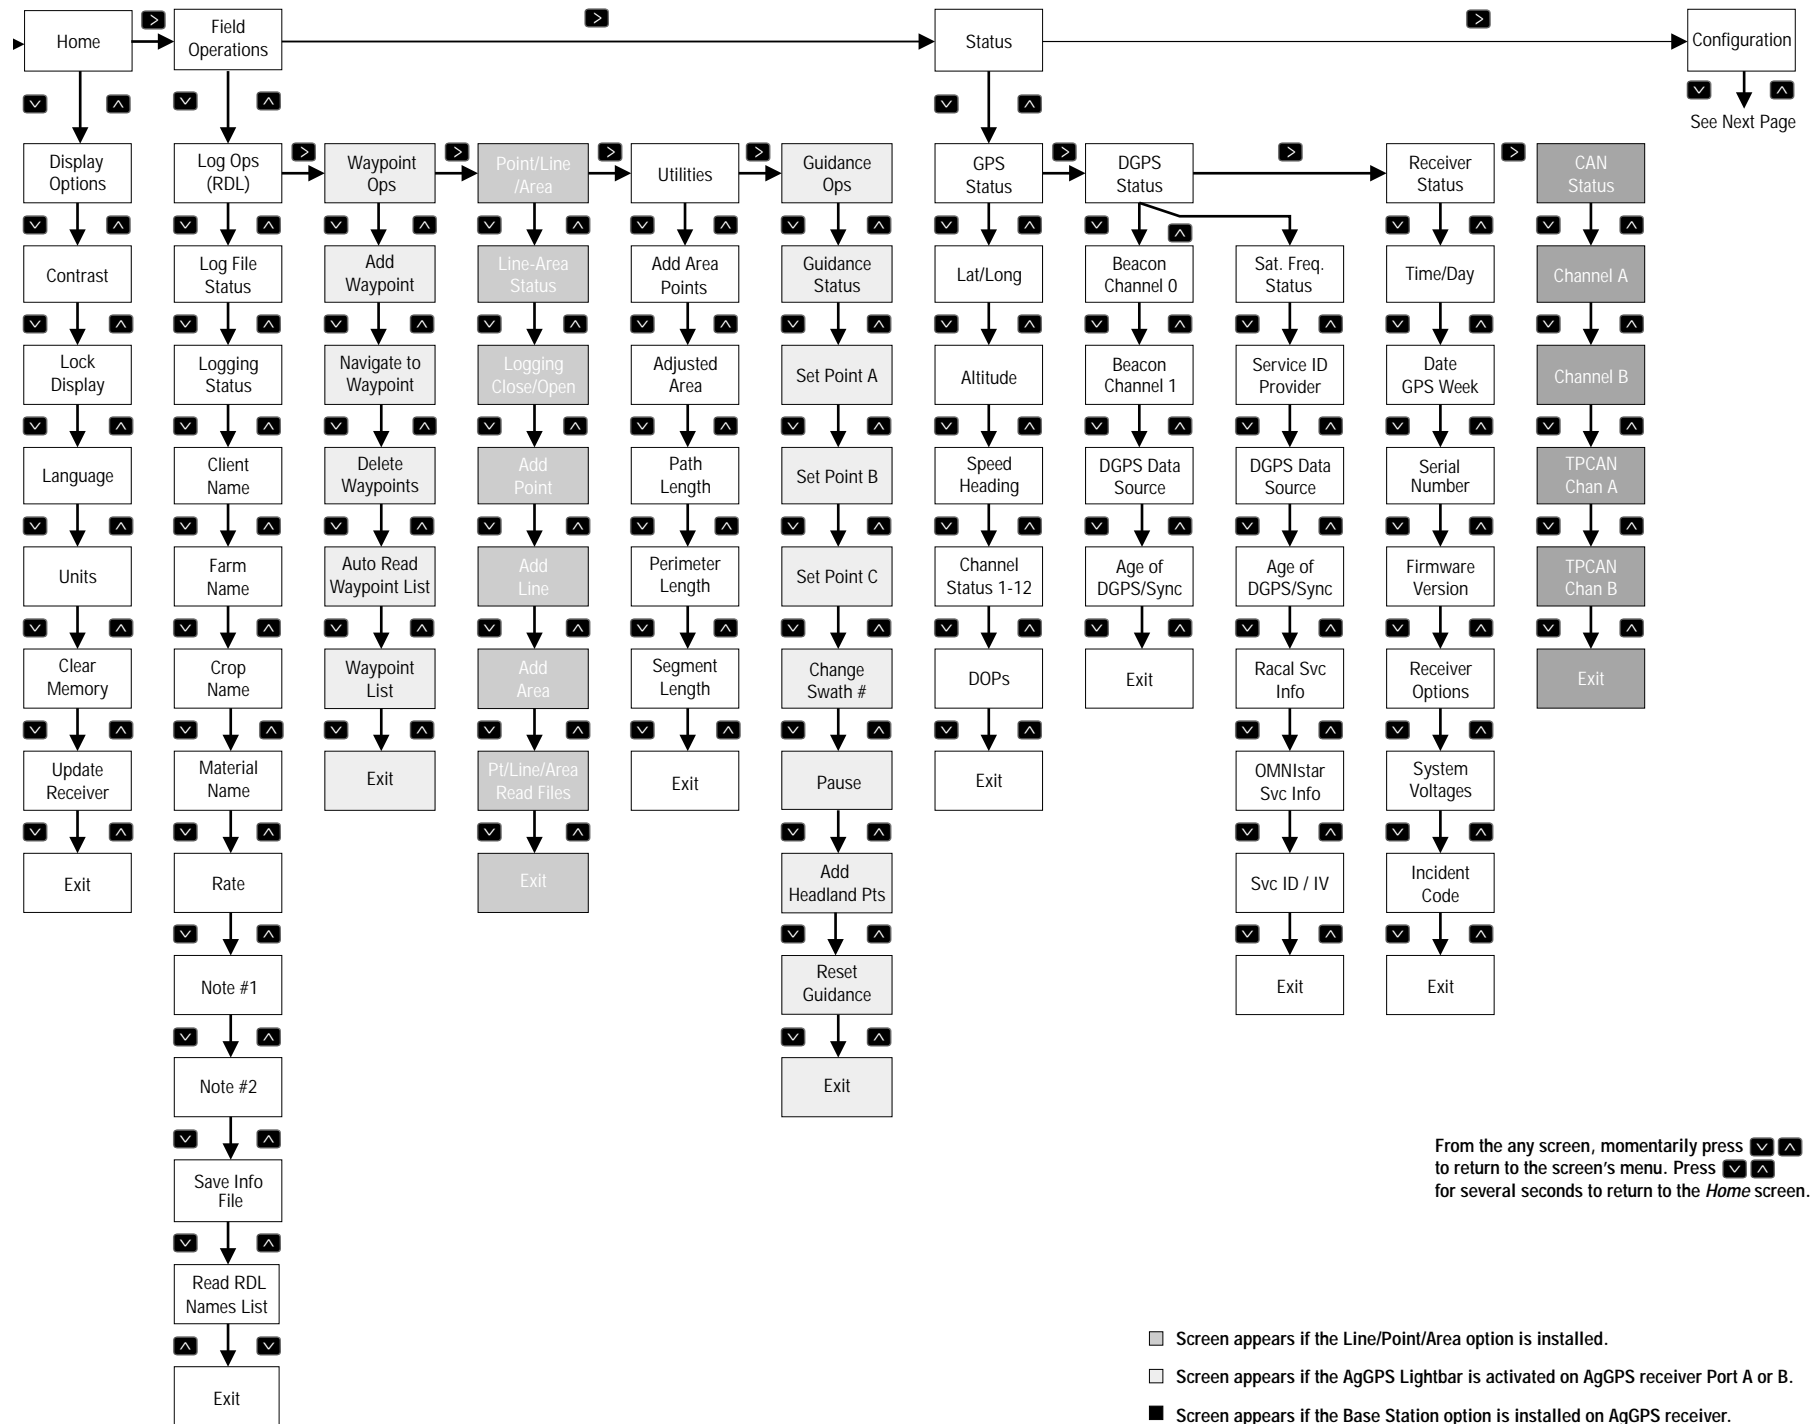 Home
Field
Operations
Status
Configuration
See Next Page
Display
Options
Log Ops
(RDL)
Waypoint
Ops
Point/Line
/Area
Utilities
Guidance
Ops
GPS
Status
DGPS
Status
Receiver
Status
CAN
Status
Contrast
Log File
Status
Add
Waypoint
Line-Area
Status
Add Area
Points
Guidance
Status
Lat/Long
Beacon
Channel 0
Sat. Freq.
Status
Time/Day
Channel A
Lock
Display
Logging
Status
Navigate to
Waypoint
Logging
Close/Open
Adjusted
Area
Set Point A
Altitude
Beacon
Channel 1
Service ID
Provider
Date
GPS Week
Channel B
Language
Client
Name
Delete
Waypoints
Add
Point
Path
Length
Set Point B
Speed
Heading
DGPS Data
Source
DGPS Data
Source
Serial
Number
TPCAN
Chan A
Units
Farm
Name
Auto Read
Waypoint List
Add
Line
Perimeter
Length
Set Point C
Channel
Status 1-12
Age of
DGPS/Sync
Age of
DGPS/Sync
Firmware
Version
TPCAN
Chan B
Clear
Memory
Crop
Name
Waypoint
List
Add
Area
Segment
Length
Change
Swath #
DOPs
Exit
Racal Svc
Info
Receiver
Options
Exit
Update
Receiver
Material
Name
Exit
Pt/Line/Area
Read Files
Exit
Pause
Exit
OMNIstar
Svc Info
System
Voltages
Exit
Rate
Exit
Add
Headland Pts
Svc ID / IV
Incident
Code
Note #1
Reset
Guidance
Exit
Exit
Note #2
Exit
Save Info
File
Read RDL
Names List
Exit
From the any screen, momentarily press
to return to the screen's menu. Press
for several seconds to return to the Home screen.
Screen appears if the Line/Point/Area option is installed.
Screen appears if the AgGPS Lightbar is activated on AgGPS receiver Port A or B.
Screen appears if the Base Station option is installed on AgGPS receiver.